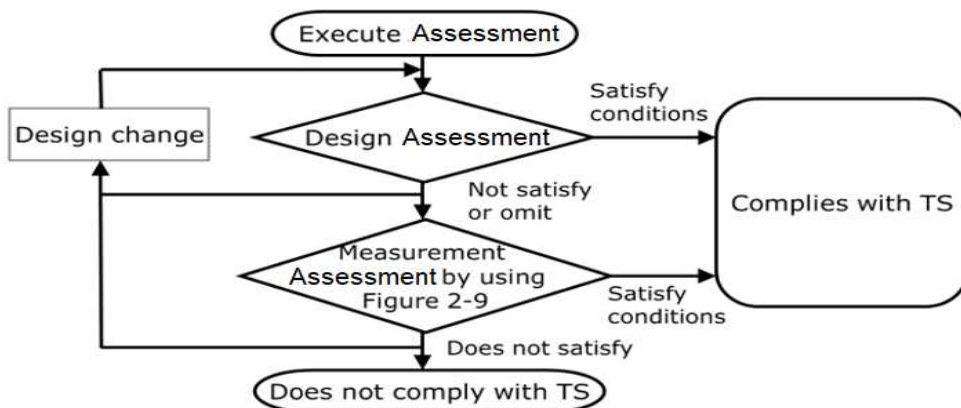 Execute Assessment
Satisfy
conditions
Design change
Design Assessment
Not satisfy
or omit
Complies with TS
Measurement
Assessment by using
Figure 2-9
Satisfy
conditions
Does not satisfy
Does not comply with TS